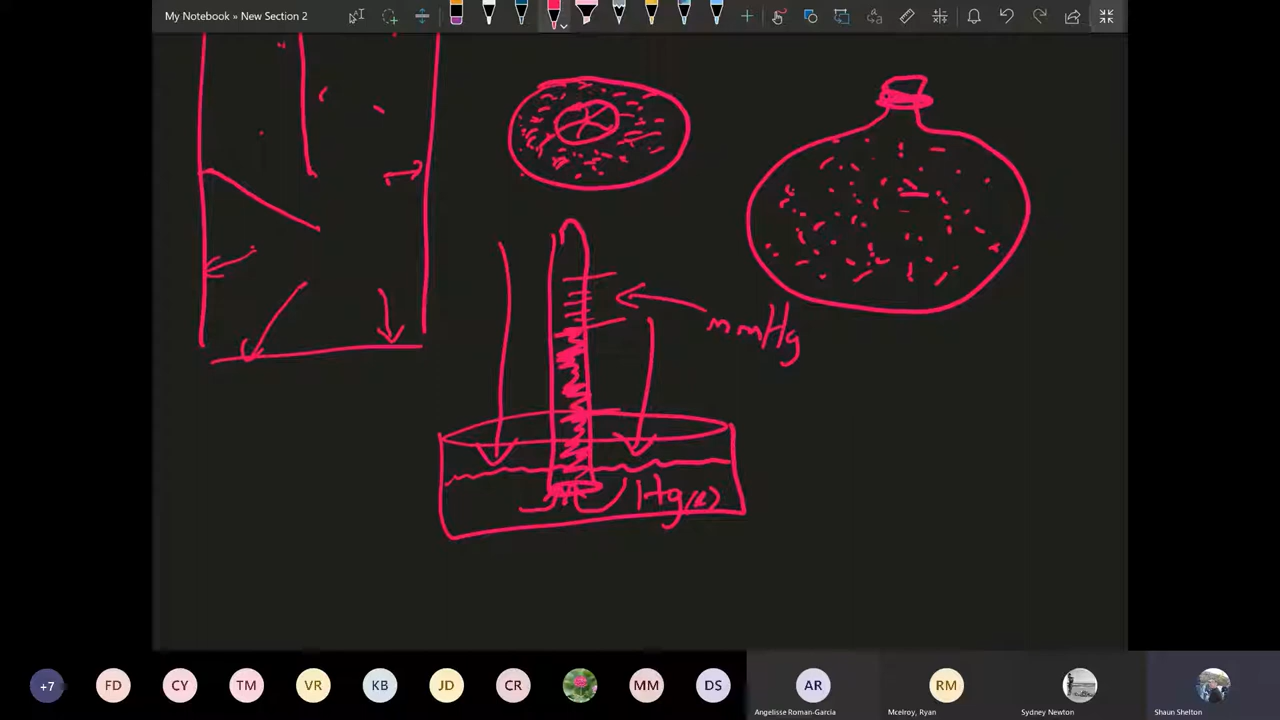 My Notebook » New Section 2
mmHg
Hg(l)
+7
FD
CY
TM
VR
KB
JD
CR
MM
DS
AR
RM
Angelisse Roman-Garcia
Mcelroy, Ryan
Sydney Newton
Shaun Shelton